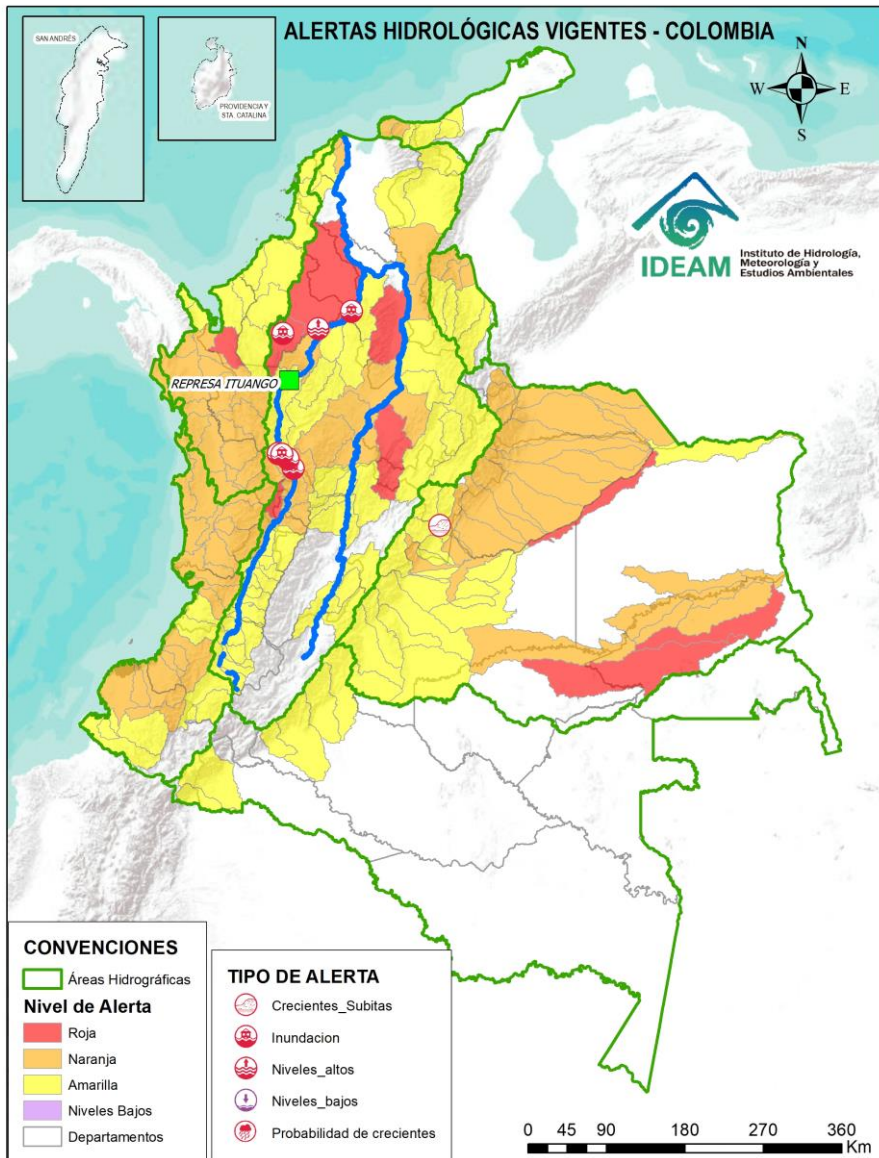 ALERTAS HIDROLÓGICAS VIGENTES - COLOMBIA
SAN ANDRÉS
PROVIDENCIA Y
STA. CATALINA
N
W
E
S
IDEAM
Instituto de Hidrología,
Meteorología y
Estudios Ambientales
REPRESA ITUANGO
CONVENCIONES
Áreas Hidrográficas
Nivel de Alerta
Roja
Naranja
Amarilla
Niveles Bajos
Departamentos
TIPO DE ALERTA
Crecientes_Subitas
Inundacion
Niveles_altos
Niveles_bajos
Probabilidad de crecientes
0 45 90 180 270 360
Km